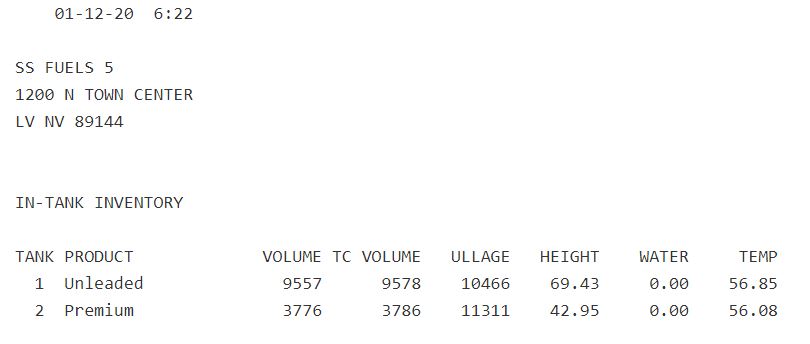 01-12-20 6:22
SS FUELS 5
1200 N TOWN CENTER
LV NV 89144
IN-TANK INVENTORY
TANK PRODUCT VOLUME TC VOLUME ULLAGE HEIGHT WATER TEMP
1 Unleaded 9557 9578 10466 69.43 0.00 56.85
2 Premium 3776 3786 11311 42.95 0.00 56.08